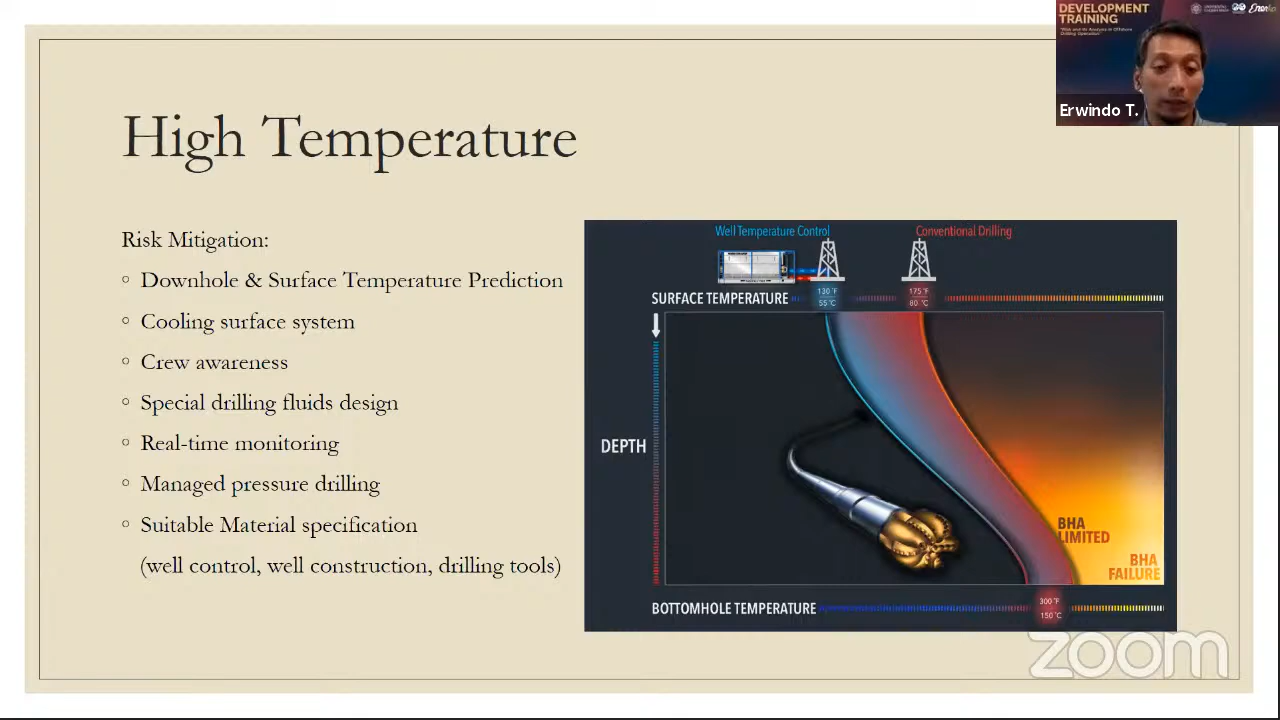 DEVELOPMENT
TRAINING
Erwindo T.
High Temperature
Risk Mitigation:
◦ Downhole & Surface Temperature Prediction
◦ Cooling surface system
◦ Crew awareness
◦ Special drilling fluids design
◦ Real-time monitoring
◦ Managed pressure drilling
◦ Suitable Material specification
(well control, well construction, drilling tools)
Well Temperature Control
Conventional Drilling
SURFACE TEMPERATURE
130 °F
55 °C
175 °F
80 °C
DEPTH
BHA
LIMITED
BHA
FAILURE
BOTTOMHOLE TEMPERATURE
300 °F
150 °C
zoom